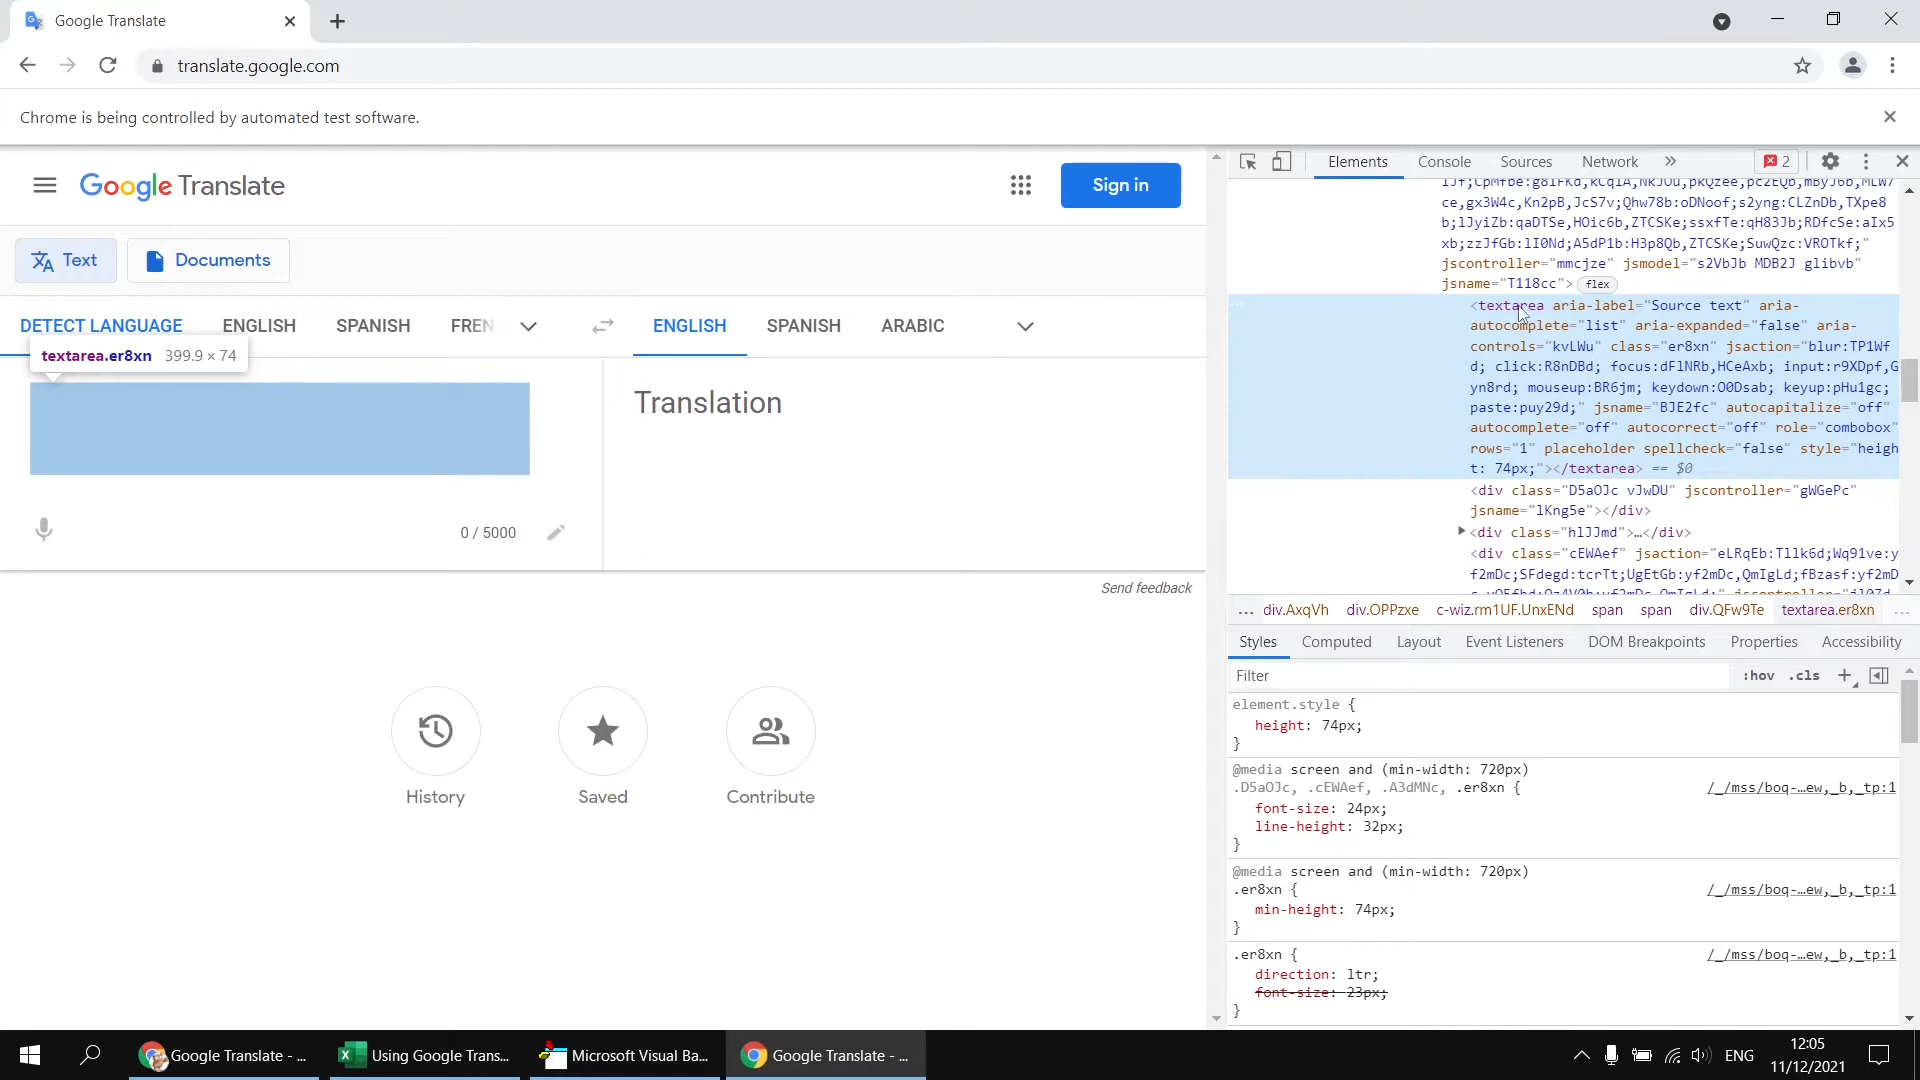 Google Translate
translate.google.com
Chrome is being controlled by automated test software.
Google Translate
Sign in
Text
Documents
DETECT LANGUAGE
ENGLISH
SPANISH
FREN
ENGLISH
SPANISH
ARABIC
textarea.er8xn 399.9 × 74
Translation
0 / 5000
Send feedback
History
Saved
Contribute
Elements
Console
Sources
Network
2
ce,gx3W4c,Kn2pB,JcS7v;Qhw78b:oDNoof;s2yng:CLZnDb,TXpe8
b;lJyiZb:qaDTSe,HOic6b,ZTCSKe;ssxfTe:qH83Jb;RDfcSe:aIx5
xb;zzJfGb:lI0Nd;A5dP1b:H3p8Qb,ZTCSKe;SuwQzc:VROTkf;"
jscontroller="mmcjze" jsmodel="s2VbJb MDB2J glibvb"
jsname="T118cc"> flex
<textarea aria-label="Source text" aria-
autocomplete="list" aria-expanded="false" aria-
controls="kvLWu" class="er8xn" jsaction="blur:TP1Wf
d; click:R8nDBd; focus:dFlNRb,HCeAxb; input:r9XDpf,G
yn8rd; mouseup:BR6jm; keydown:O0Dsab; keyup:pHu1gc;
paste:puy29d;" jsname="BJE2fc" autocapitalize="off"
autocomplete="off" autocorrect="off" role="combobox"
rows="1" placeholder spellcheck="false" style="heigh
t: 74px;"></textarea> == $0
<div class="D5aOJc vJwDU" jscontroller="gWGePc"
jsname="lKng5e"></div>
<div class="hlJJmd">…</div>
<div class="cEWAef" jsaction="eLRqEb:Tllk6d;Wq91ve:y
f2mDc;SFdegd:tcrTt;UgEtGb:yf2mDc,QmIgLd;fBzasf:yf2mD
... div.AxqVh div.OPPzxe c-wiz.rm1UF.UnxENd span span div.QFw9Te textarea.er8xn ...
Styles
Computed
Layout
Event Listeners
DOM Breakpoints
Properties
Accessibility
Filter
:hov .cls
element.style {
height: 74px;
}
@media screen and (min-width: 720px)
.D5aOJc, .cEWAef, .A3dMNc, .er8xn {
/_/mss/boq-…ew,_b,_tp:1
font-size: 24px;
line-height: 32px;
}
@media screen and (min-width: 720px)
.er8xn {
/_/mss/boq-…ew,_b,_tp:1
min-height: 74px;
}
.er8xn {
/_/mss/boq-…ew,_b,_tp:1
direction: ltr;
font-size: 23px;
}
Google Translate - ...
Using Google Trans...
Microsoft Visual Ba...
Google Translate - ...
ENG
12:05
11/12/2021